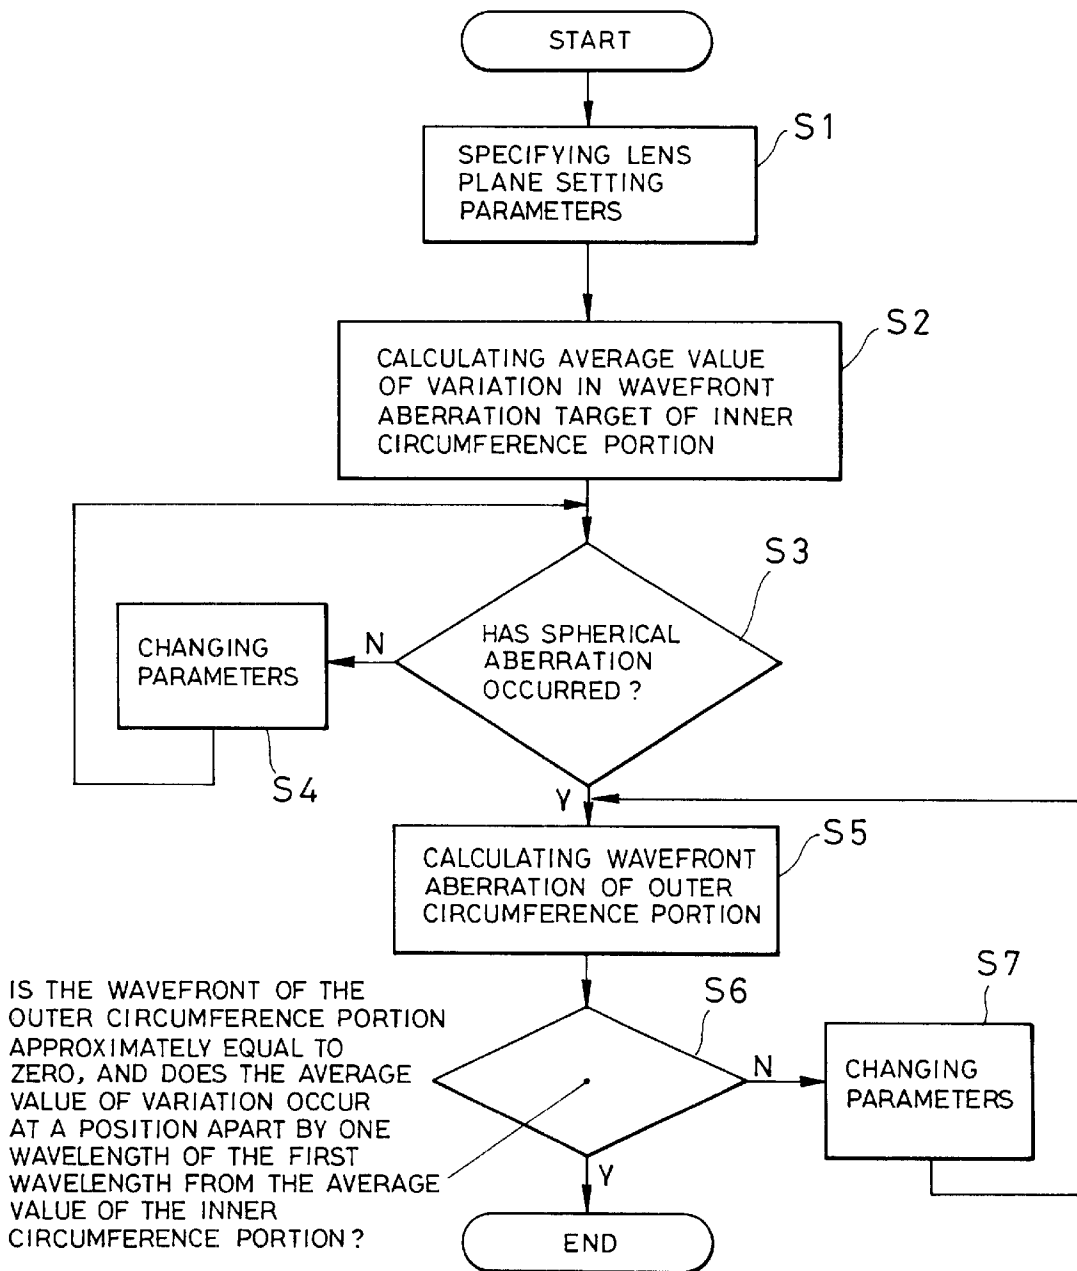 START
S1
SPECIFYING LENS
PLANE SETTING
PARAMETERS
S2
CALCULATING AVERAGE VALUE
OF VARIATION IN WAVEFRONT
ABERRATION TARGET OF INNER
CIRCUMFERENCE PORTION
S3
HAS SPHERICAL
ABERRATION
OCCURRED?
N
CHANGING
PARAMETERS
S4
Y
S5
CALCULATING WAVEFRONT
ABERRATION OF OUTER
CIRCUMFERENCE PORTION
S6
IS THE WAVEFRONT OF THE
OUTER CIRCUMFERENCE PORTION
APPROXIMATELY EQUAL TO
ZERO, AND DOES THE AVERAGE
VALUE OF VARIATION OCCUR
AT A POSITION APART BY ONE
WAVELENGTH OF THE FIRST
WAVELENGTH FROM THE AVERAGE
VALUE OF THE INNER
CIRCUMFERENCE PORTION?
N
S7
CHANGING
PARAMETERS
Y
END